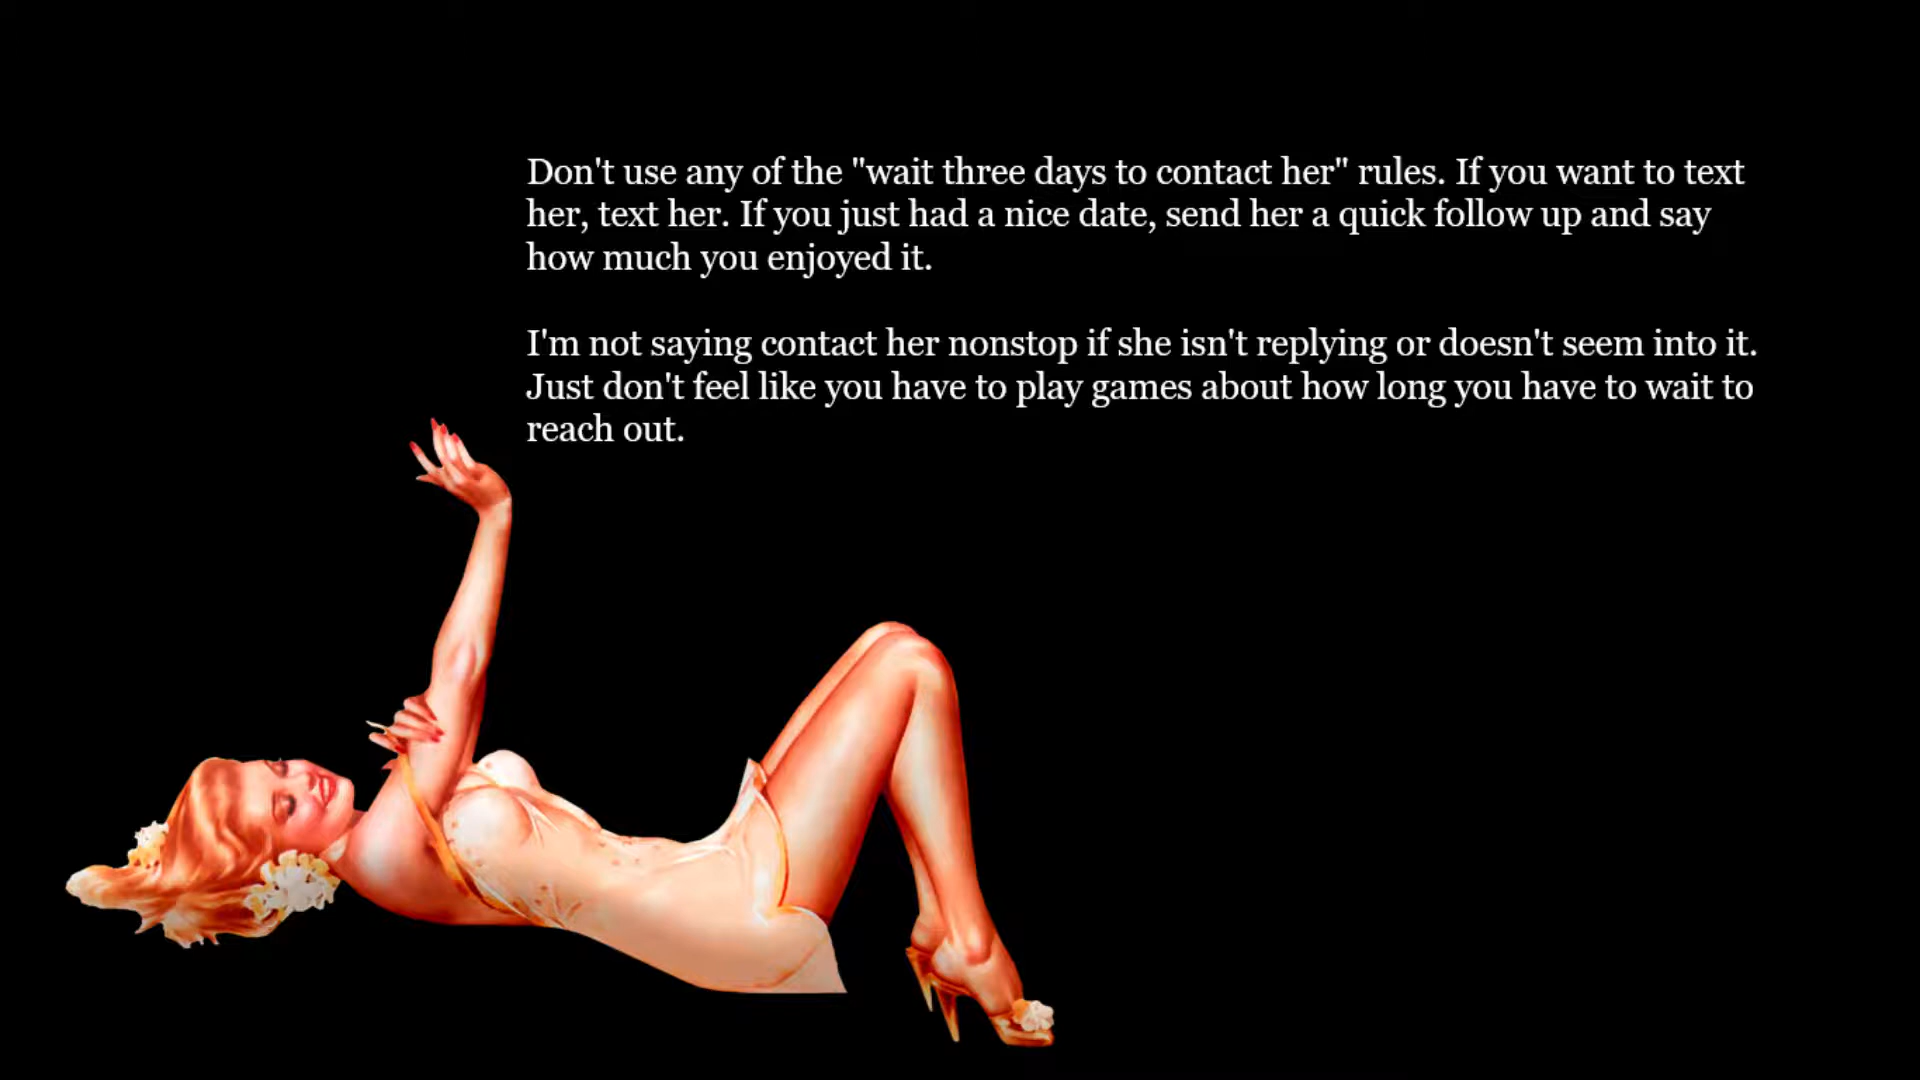 Don't use any of the "wait three days to contact her" rules. If you want to text
her, text her. If you just had a nice date, send her a quick follow up and say
how much you enjoyed it.
I'm not saying contact her nonstop if she isn't replying or doesn't seem into it.
Just don't feel like you have to play games about how long you have to wait to
reach out.